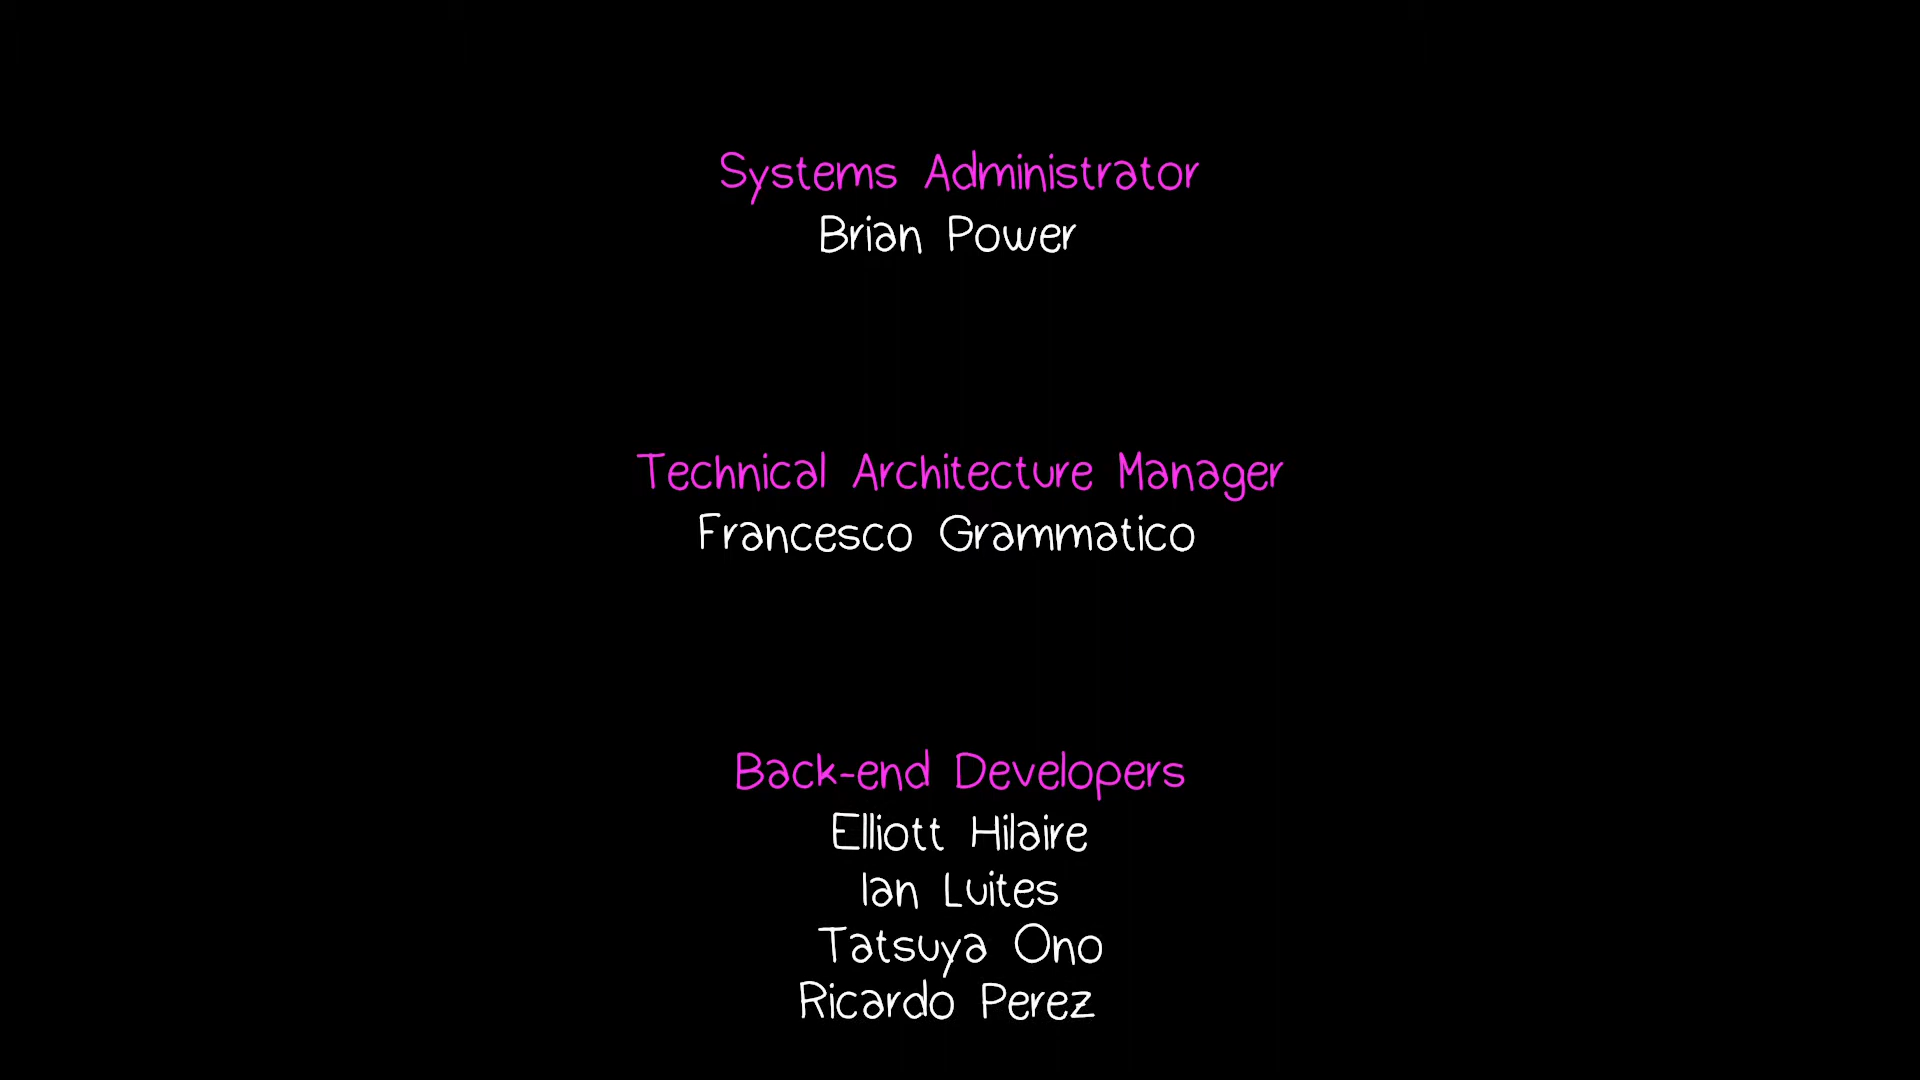 Systems Administrator
Brian Power
Technical Architecture Manager
Francesco Grammatico
Back-end Developers
Elliott Hilaire
Ian Luites
Tatsuya Ono
Ricardo Perez